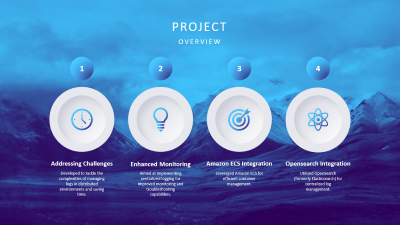 PROJECT
OVERVIEW
1
2
3
4
Addressing Challenges
Developed to tackle the
complexities of managing
logs in distributed
environments and saving
time.
Enhanced Monitoring
Aimed at implementing
centralized logging for
improved monitoring and
troubleshooting
capabilities.
Amazon ECS Integration
Leveraged Amazon ECS for
efficient container
management.
Opensearch Integration
Utilized Opensearch
(formerly Elasticsearch) for
centralized log
management.